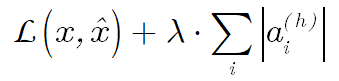 ℒ(x, x̂) + λ · ∑ᵢ |aᵢ⁽ʰ⁾|